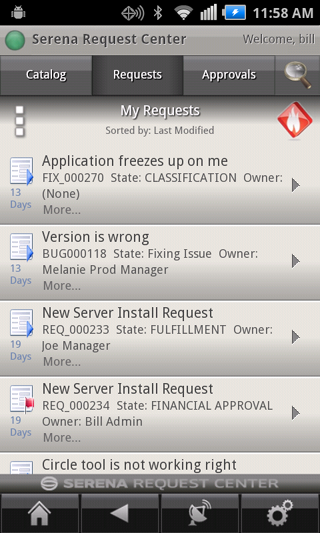 11:58 AM
Serena Request Center
Welcome, bill
Catalog
Requests
Approvals
My Requests
Sorted by: Last Modified
Application freezes up on me
FIX_000270 State: CLASSIFICATION Owner:
(None)
More...
13
Days
Version is wrong
BUG000118 State: Fixing Issue Owner:
Melanie Prod Manager
More...
13
Days
New Server Install Request
REQ_000233 State: FULFILLMENT Owner:
Joe Manager
More...
19
Days
New Server Install Request
REQ_000234 State: FINANCIAL APPROVAL
Owner: Bill Admin
More...
19
Days
Circle tool is not working right
SERENA REQUEST CENTER